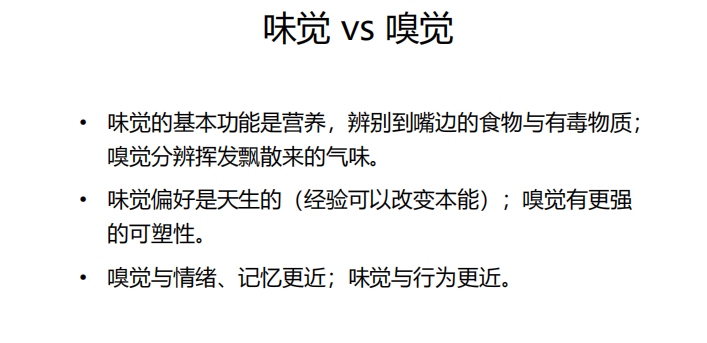 味觉 vs 嗅觉
• 味觉的基本功能是营养，辨别到嘴边的食物与有毒物质；
嗅觉分辨挥发飘散来的气味。
• 味觉偏好是天生的（经验可以改变本能）；嗅觉有更强
的可塑性。
• 嗅觉与情绪、记忆更近；味觉与行为更近。